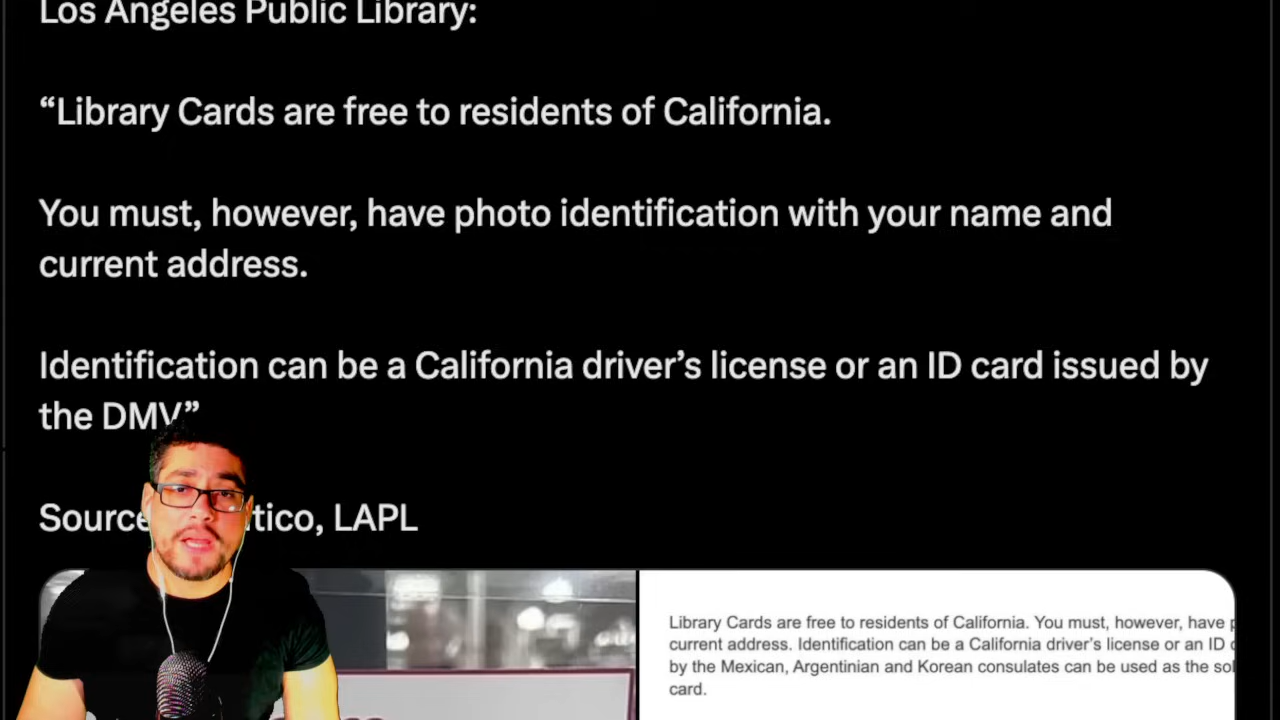 Los Angeles Public Library:
“Library Cards are free to residents of California.
You must, however, have photo identification with your name and
current address.
Identification can be a California driver’s license or an ID card issued by
the DMV”
Source tico, LAPL
Library Cards are free to residents of California. You must, however, have
current address. Identification can be a California driver’s license or an ID
by the Mexican, Argentinian and Korean consulates can be used as the
card.